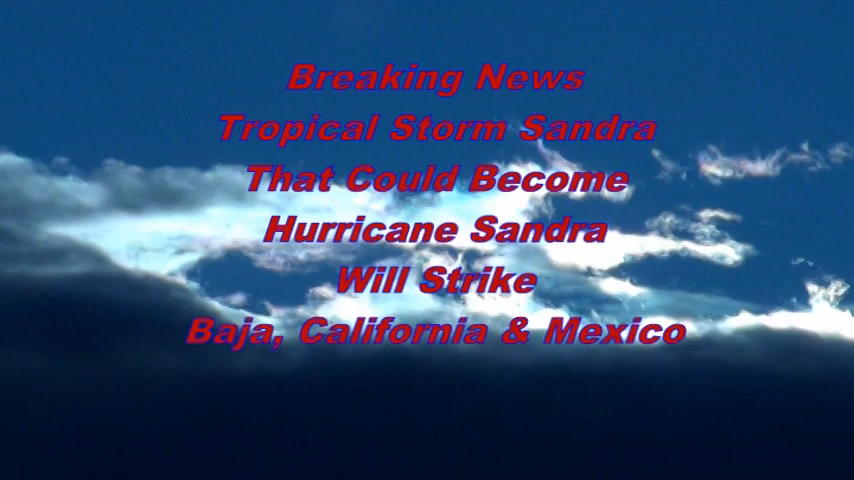 Breaking News
Tropical Storm Sandra
That Could Become
Hurricane Sandra
Will Strike
Baja, California & Mexico